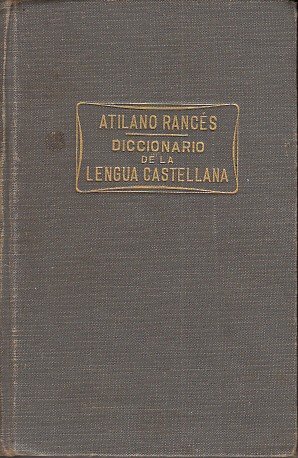 ATILANO RANCÉS
DICCIONARIO
DE LA
LENGUA CASTELLANA